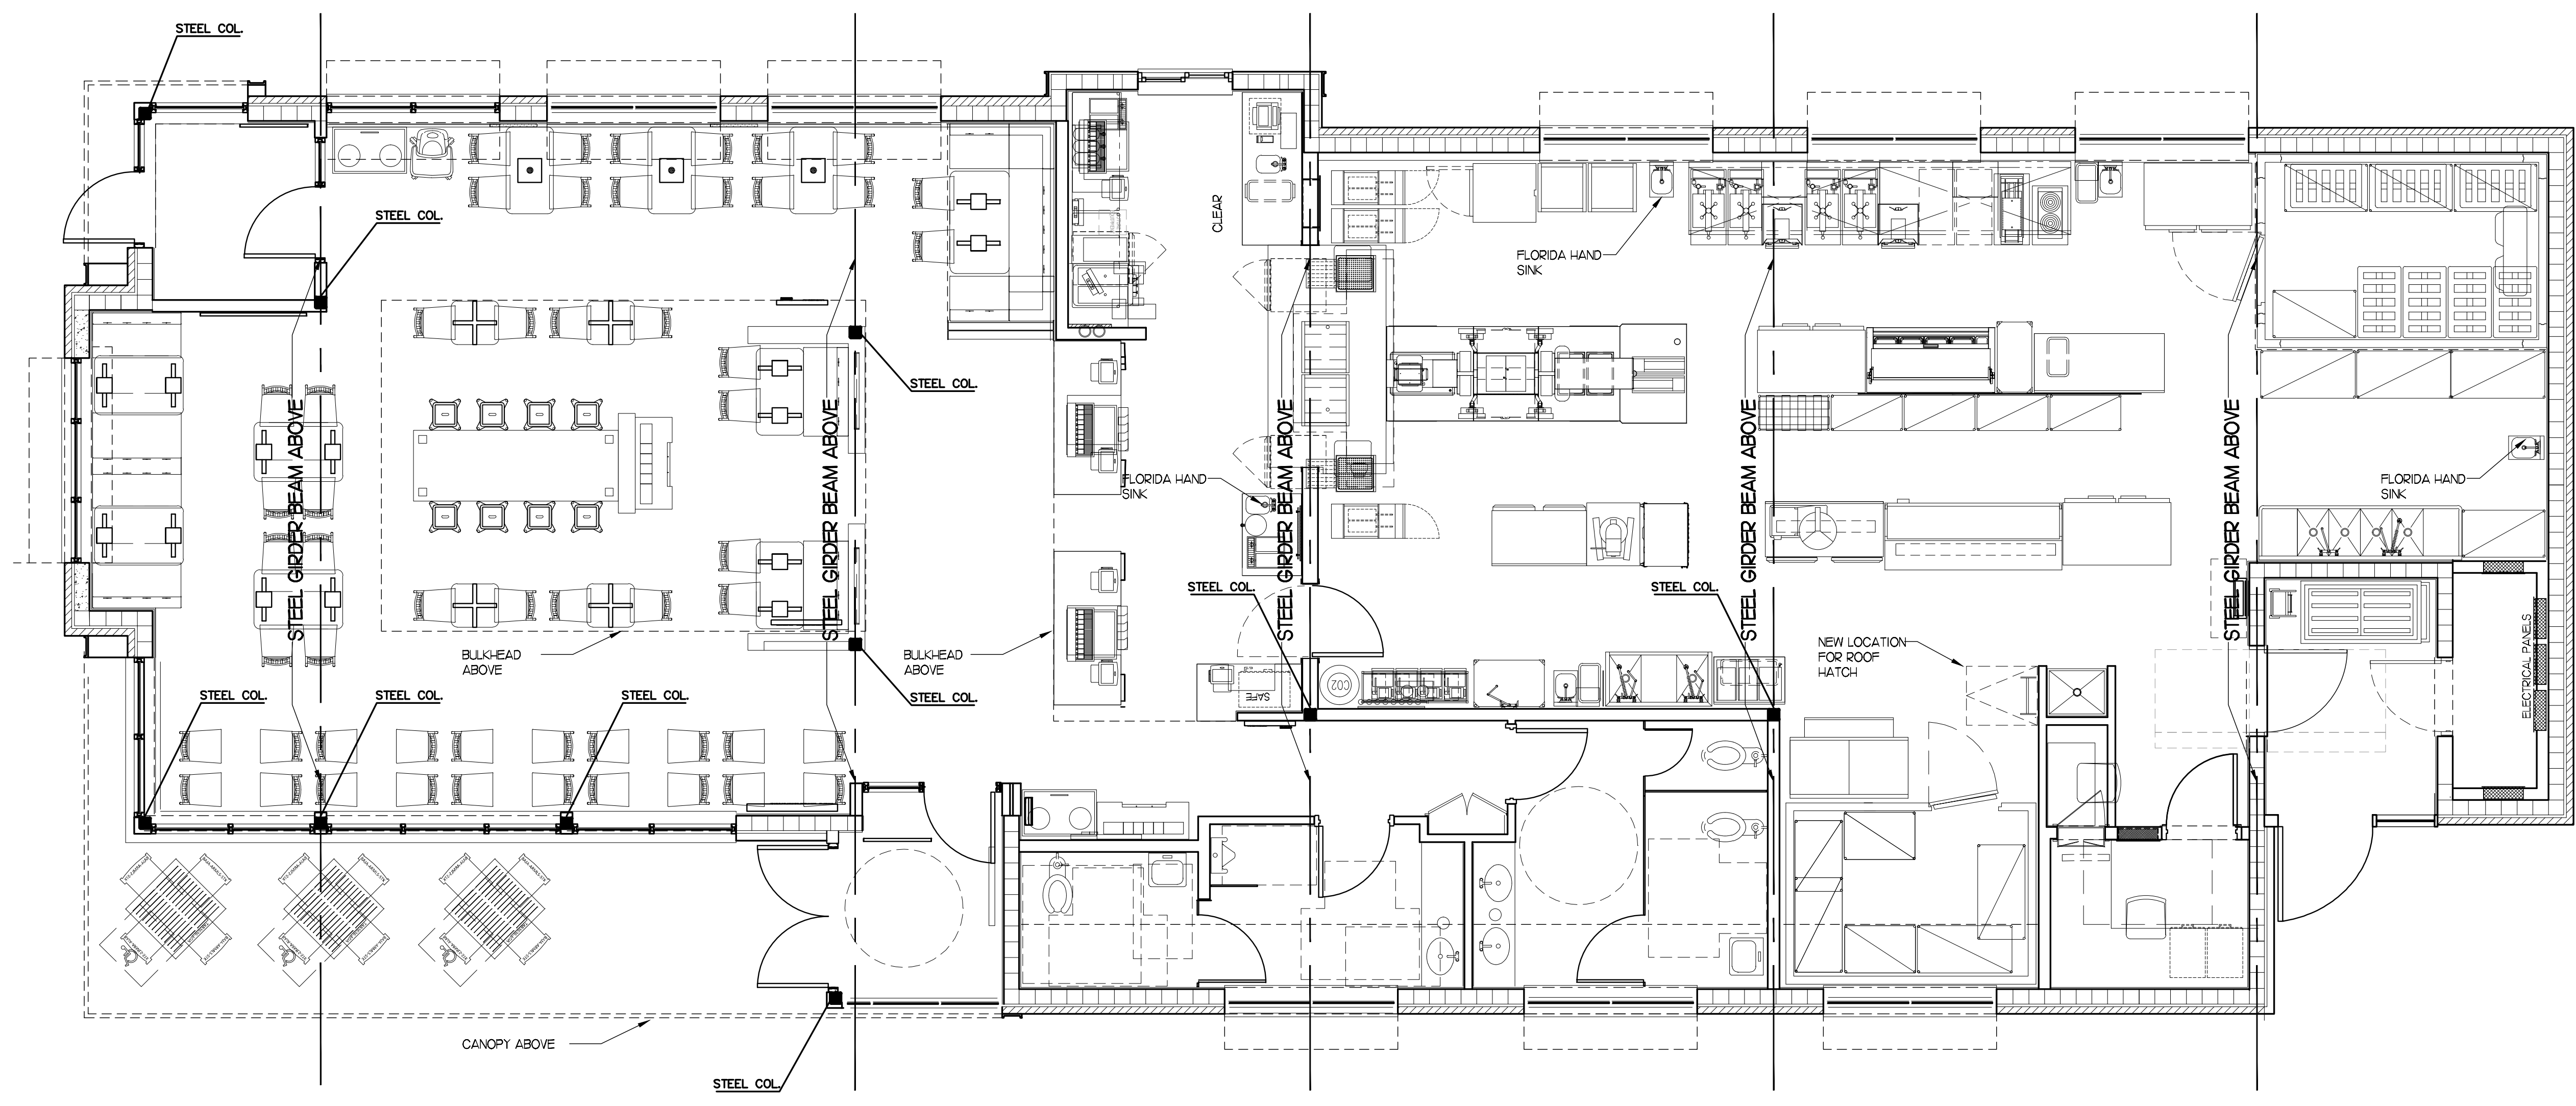 STEEL COL.
STEEL COL.
CLEAR
FLORIDA HAND
SINK
STEEL COL.
STEEL GIRDER BEAM ABOVE
STEEL GIRDER BEAM ABOVE
STEEL GIRDER BEAM ABOVE
STEEL GIRDER BEAM ABOVE
STEEL GIRDER BEAM ABOVE
FLORIDA HAND
SINK
FLORIDA HAND
SINK
STEEL COL.
STEEL COL.
BULKHEAD
ABOVE
BULKHEAD
ABOVE
NEW LOCATION
FOR ROOF
HATCH
ELECTRICAL PANELS
STEEL COL.
STEEL COL.
STEEL COL.
STEEL COL.
SAFE
CO2
CANOPY ABOVE
STEEL COL.